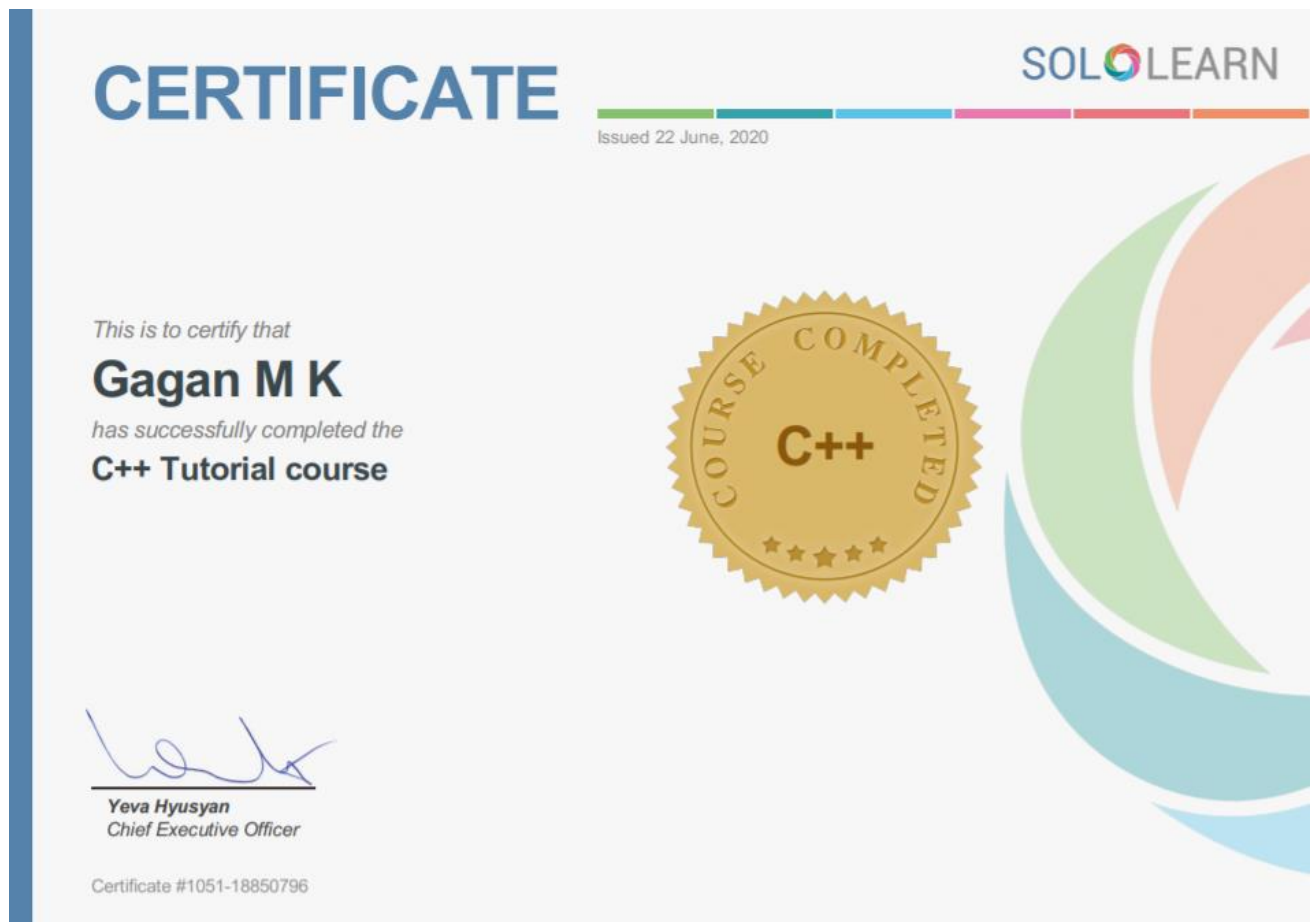 CERTIFICATE
SOLOLEARN
Issued 22 June, 2020
This is to certify that
Gagan M K
has successfully completed the
C++ Tutorial course
COURSE COMPLETED
C++
Yeva Hyusyan
Chief Executive Officer
Certificate #1051-18850796